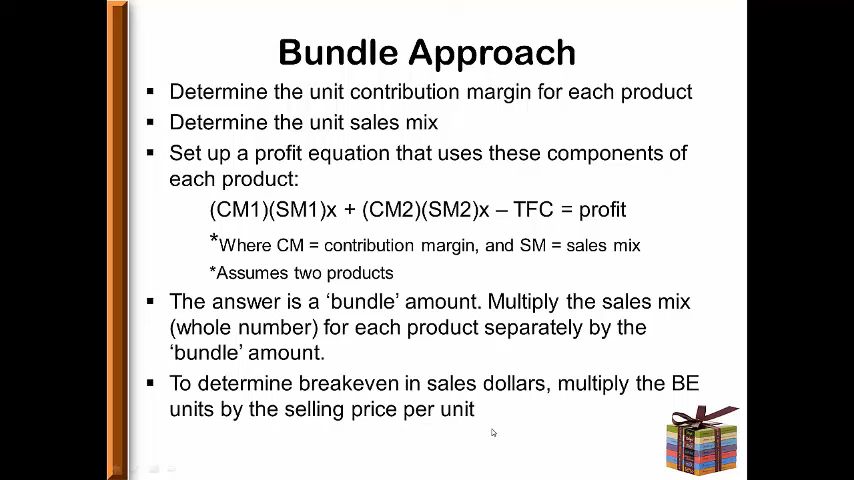 Bundle Approach
▪ Determine the unit contribution margin for each product
▪ Determine the unit sales mix
▪ Set up a profit equation that uses these components of
each product:
(CM1)(SM1)x + (CM2)(SM2)x – TFC = profit
*Where CM = contribution margin, and SM = sales mix
*Assumes two products
▪ The answer is a ‘bundle’ amount. Multiply the sales mix
(whole number) for each product separately by the
‘bundle’ amount.
▪ To determine breakeven in sales dollars, multiply the BE
units by the selling price per unit